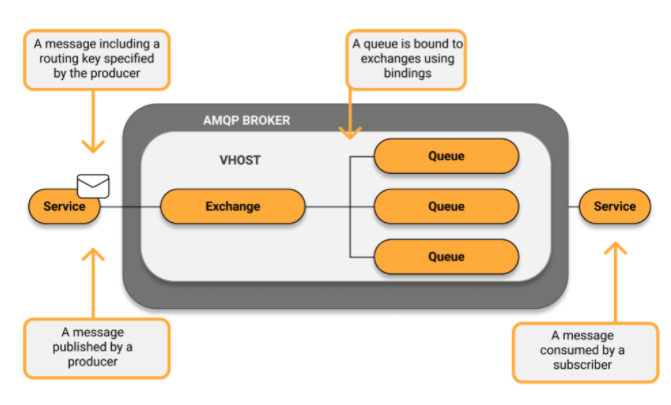 A message including a
routing key specified
by the producer
A queue is bound to
exchanges using
bindings
AMQP BROKER
VHOST
Queue
Service
Exchange
Queue
Service
Queue
A message
published by a
producer
A message
consumed by a
subscriber